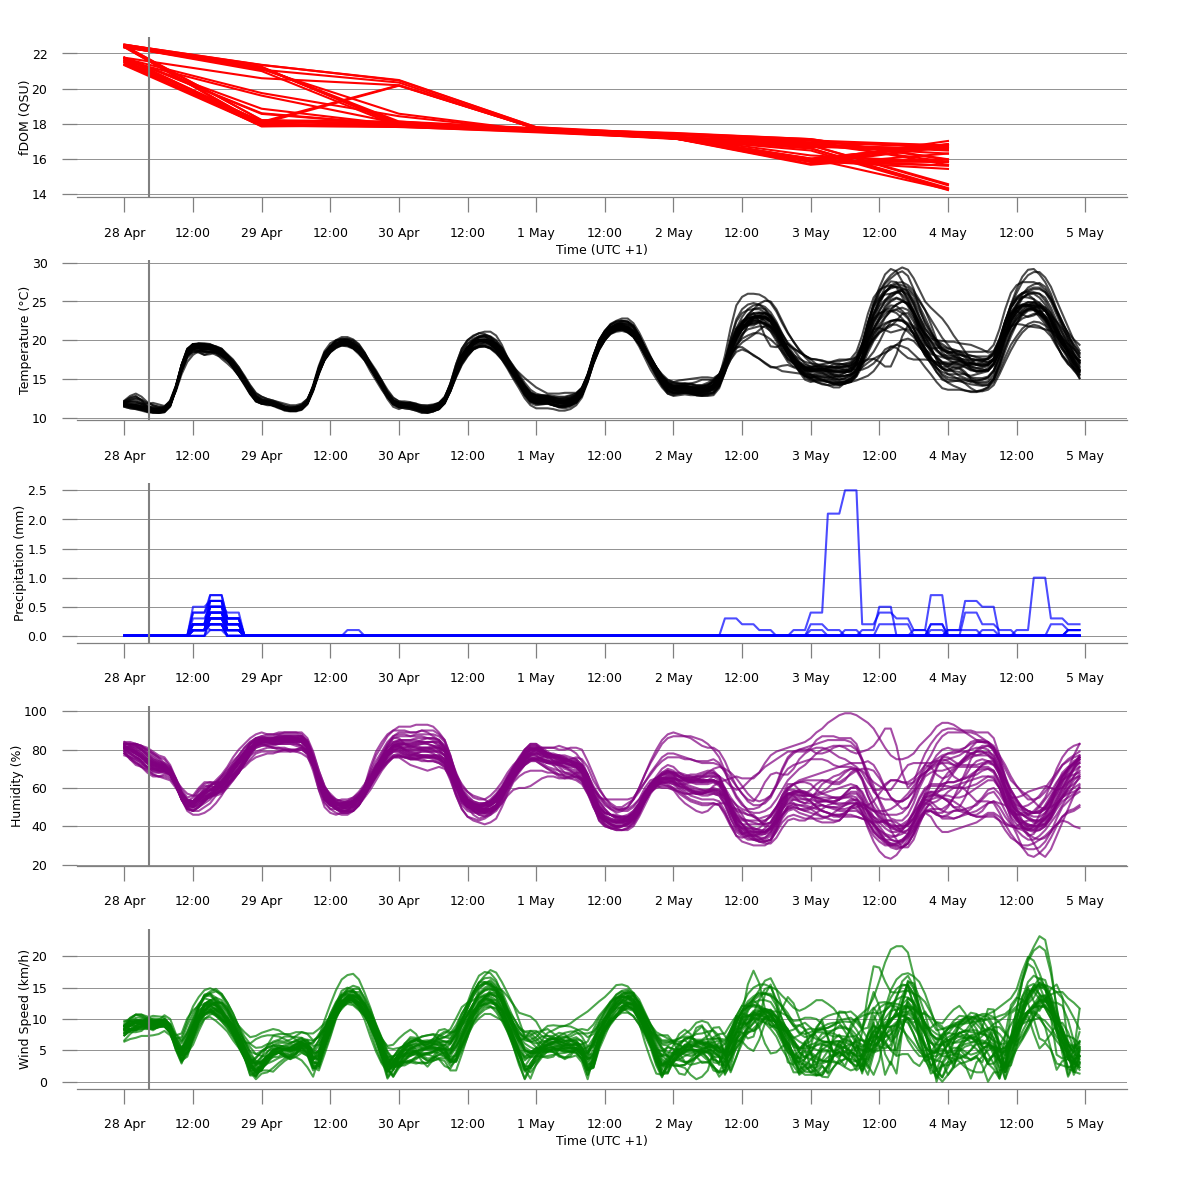 fDOM (QSU)
22
20
18
16
14
28 Apr 12:00 29 Apr 12:00 30 Apr 12:00 1 May 12:00 2 May 12:00 3 May 12:00 4 May 12:00 5 May
Time (UTC +1)
Temperature (°C)
30
25
20
15
10
28 Apr 12:00 29 Apr 12:00 30 Apr 12:00 1 May 12:00 2 May 12:00 3 May 12:00 4 May 12:00 5 May
Precipitation (mm)
2.5
2.0
1.5
1.0
0.5
0.0
28 Apr 12:00 29 Apr 12:00 30 Apr 12:00 1 May 12:00 2 May 12:00 3 May 12:00 4 May 12:00 5 May
Humidity (%)
100
80
60
40
20
28 Apr 12:00 29 Apr 12:00 30 Apr 12:00 1 May 12:00 2 May 12:00 3 May 12:00 4 May 12:00 5 May
Wind Speed (km/h)
20
15
10
5
0
28 Apr 12:00 29 Apr 12:00 30 Apr 12:00 1 May 12:00 2 May 12:00 3 May 12:00 4 May 12:00 5 May
Time (UTC +1)